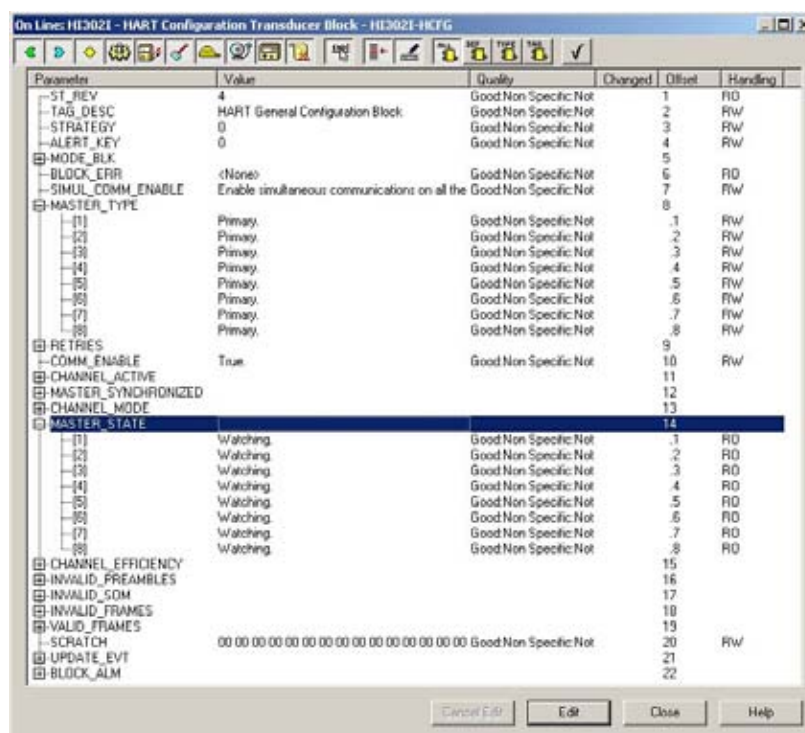 On Line: HI302I - HART Configuration Transducer Block - HI302I-HCFG
Parameter Value Quality Changed Offset Handling
ST_REV 4 Good:Non Specific:Not 1 RO
TAG_DESC HART General Configuration Block Good:Non Specific:Not 2 RW
STRATEGY 0 Good:Non Specific:Not 3 RW
ALERT_KEY 0 Good:Non Specific:Not 4 RW
MODE_BLK 5
BLOCK_ERR <None> Good:Non Specific:Not 6 RO
SIMUL_COMM_ENABLE Enable simultaneous communications on all the Good:Non Specific:Not 7 RW
MASTER_TYPE 8
[1] Primary. Good:Non Specific:Not .1 RW
[2] Primary. Good:Non Specific:Not .2 RW
[3] Primary. Good:Non Specific:Not .3 RW
[4] Primary. Good:Non Specific:Not .4 RW
[5] Primary. Good:Non Specific:Not .5 RW
[6] Primary. Good:Non Specific:Not .6 RW
[7] Primary. Good:Non Specific:Not .7 RW
[8] Primary. Good:Non Specific:Not .8 RW
RETRIES 9
COMM_ENABLE True. Good:Non Specific:Not 10 RW
CHANNEL_ACTIVE 11
MASTER_SYNCHRONIZED 12
CHANNEL_MODE 13
MASTER_STATE 14
[1] Watching. Good:Non Specific:Not .1 RO
[2] Watching. Good:Non Specific:Not .2 RO
[3] Watching. Good:Non Specific:Not .3 RO
[4] Watching. Good:Non Specific:Not .4 RO
[5] Watching. Good:Non Specific:Not .5 RO
[6] Watching. Good:Non Specific:Not .6 RO
[7] Watching. Good:Non Specific:Not .7 RO
[8] Watching. Good:Non Specific:Not .8 RO
CHANNEL_EFFICIENCY 15
INVALID_PREAMBLES 16
INVALID_SOM 17
INVALID_FRAMES 18
VALID_FRAMES 19
SCRATCH 00 00 00 00 00 00 00 00 00 00 00 00 00 00 00 Good:Non Specific:Not 20 RW
UPDATE_EVT 21
BLOCK_ALM 22
Cancel Edit Edit Close Help